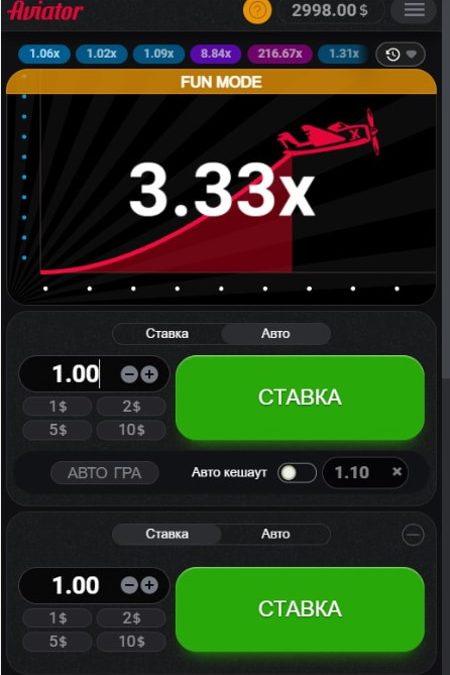 Aviator
2998.00 $
1.06x 1.02x 1.09x 8.84x 216.67x 1.31x
FUN MODE
3.33x
Ставка Авто
1.00
1$ 2$
5$ 10$
СТАВКА
АВТО ГРА Авто кешаут 1.10
Ставка Авто
1.00
1$ 2$
5$ 10$
СТАВКА